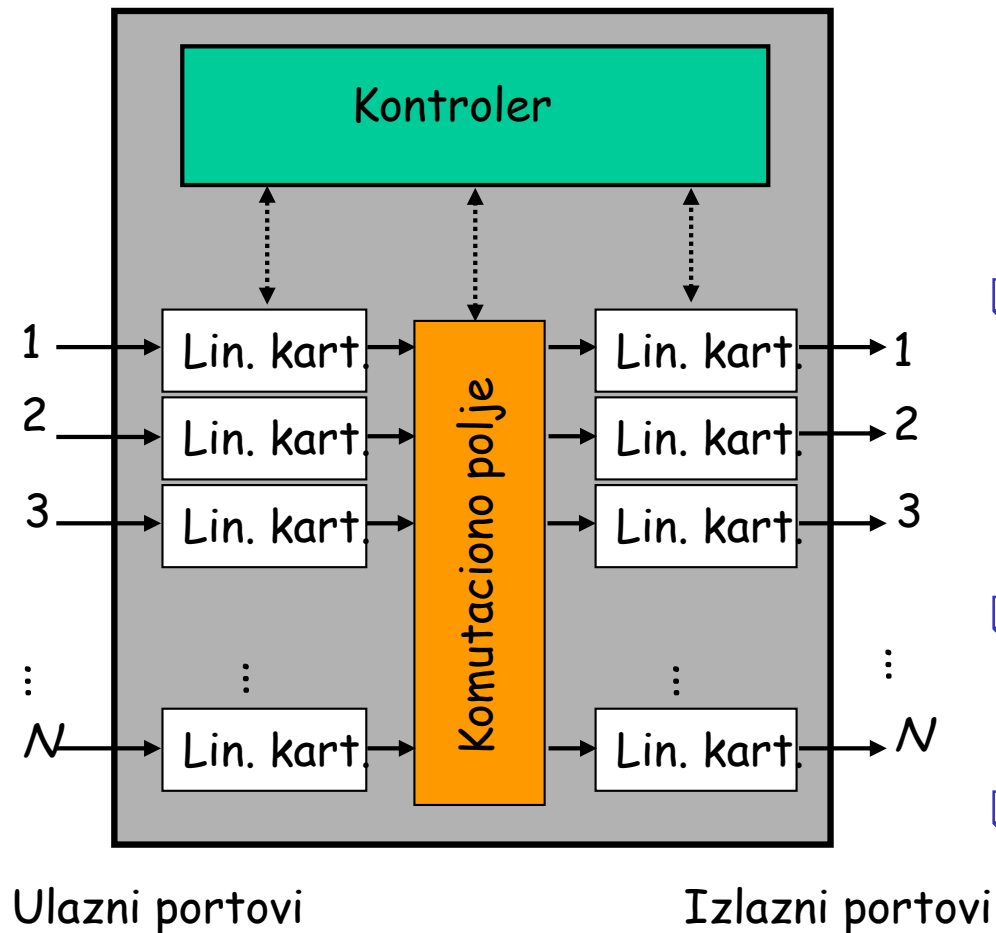 Kontroler
1 Lin. kart. Lin. kart. 1
2 Lin. kart. Lin. kart. 2
3 Lin. kart. Lin. kart. 3
Komutaciono polje
... ... ... ...
N Lin. kart. Lin. kart. N
Ulazni portovi Izlazni portovi